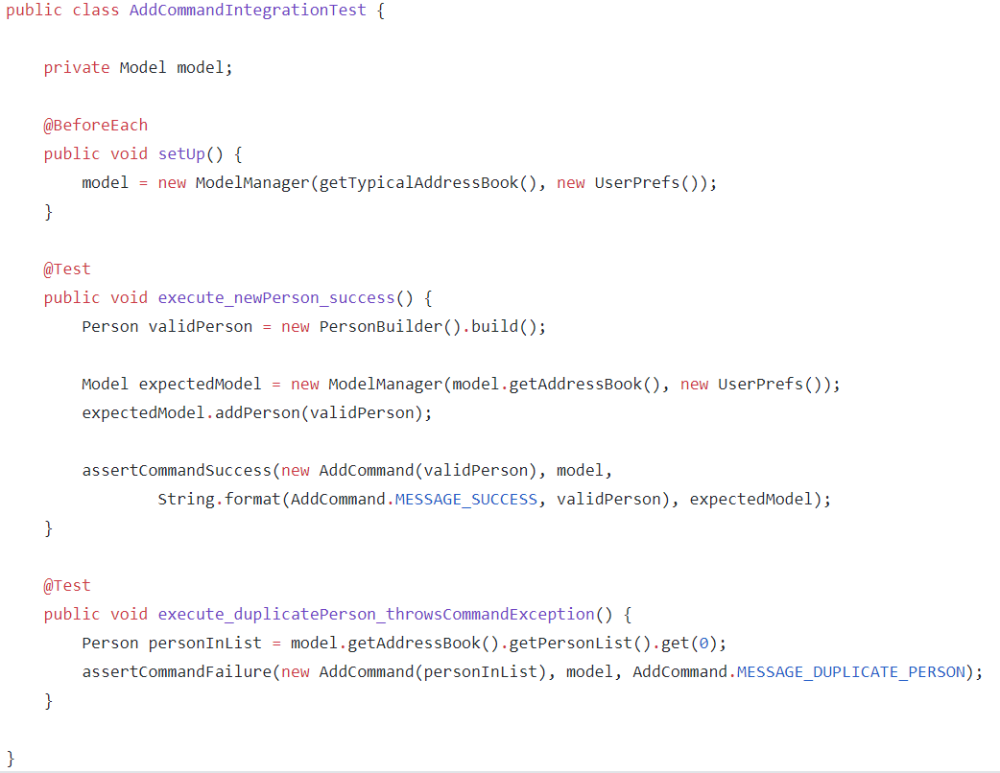 public class AddCommandIntegrationTest {
private Model model;
@BeforeEach
public void setUp() {
model = new ModelManager(getTypicalAddressBook(), new UserPrefs());
}
@Test
public void execute_newPerson_success() {
Person validPerson = new PersonBuilder().build();
Model expectedModel = new ModelManager(model.getAddressBook(), new UserPrefs());
expectedModel.addPerson(validPerson);
assertCommandSuccess(new AddCommand(validPerson), model,
String.format(AddCommand.MESSAGE_SUCCESS, validPerson), expectedModel);
}
@Test
public void execute_duplicatePerson_throwsCommandException() {
Person personInList = model.getAddressBook().getPersonList().get(0);
assertCommandFailure(new AddCommand(personInList), model, AddCommand.MESSAGE_DUPLICATE_PERSON);
}
}